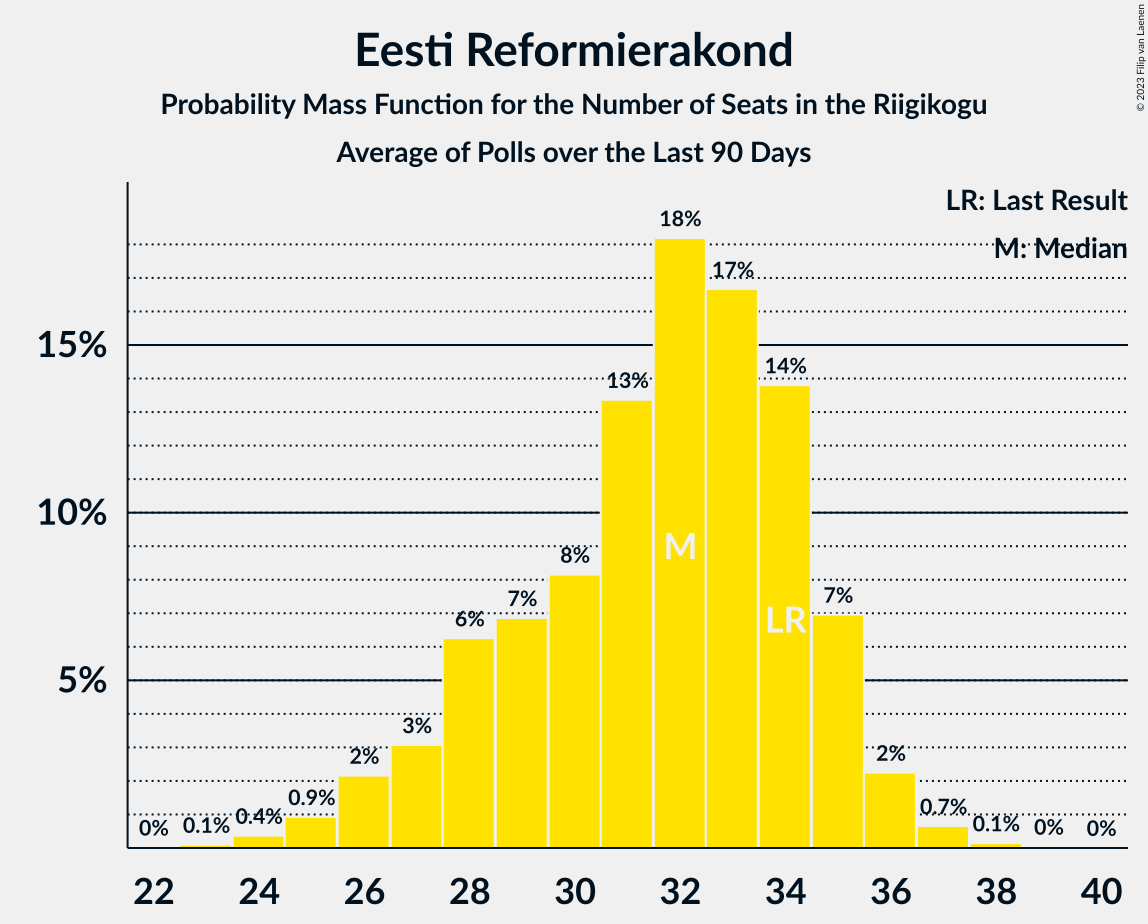 Eesti Reformierakond
Probability Mass Function for the Number of Seats in the Riigikogu
Average of Polls over the Last 90 Days
© 2023 Filip van Laenen
LR: Last Result
M: Median
15%
10%
5%
0%
0.1%
0.4%
0.9%
2%
3%
6%
7%
8%
13%
18%
17%
14%
7%
2%
0.7%
0.1%
0%
0%
M
LR
22 24 26 28 30 32 34 36 38 40